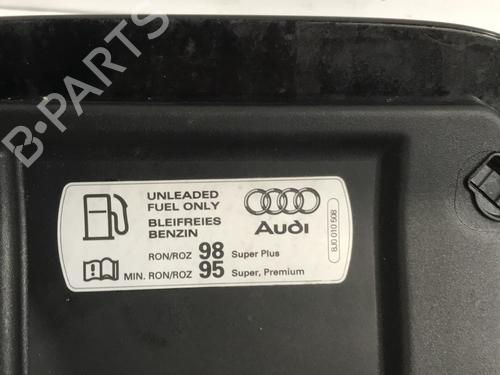 B-PARTS
UNLEADED
FUEL ONLY
BLEIFREIES
BENZIN
Audi
RON/ROZ 98 Super Plus
MIN. RON/ROZ 95 Super, Premium
8J0 010 508